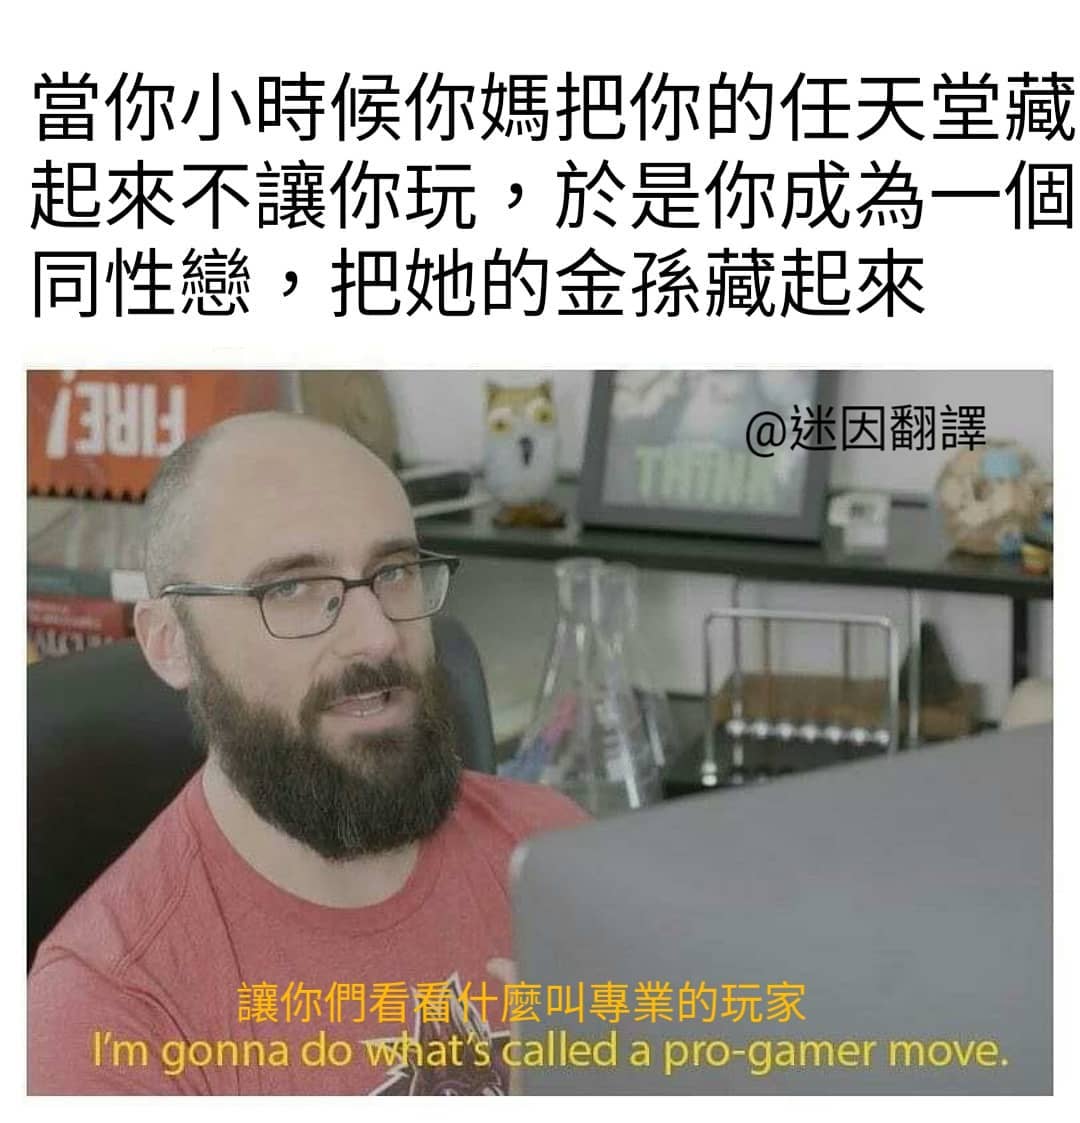 當你小時候你媽把你的任天堂藏
起來不讓你玩，於是你成為一個
同性戀，把她的金孫藏起來
FIRE!
@迷因翻譯
THINK
讓你們看看什麼叫專業的玩家
I'm gonna do what's called a pro-gamer move.